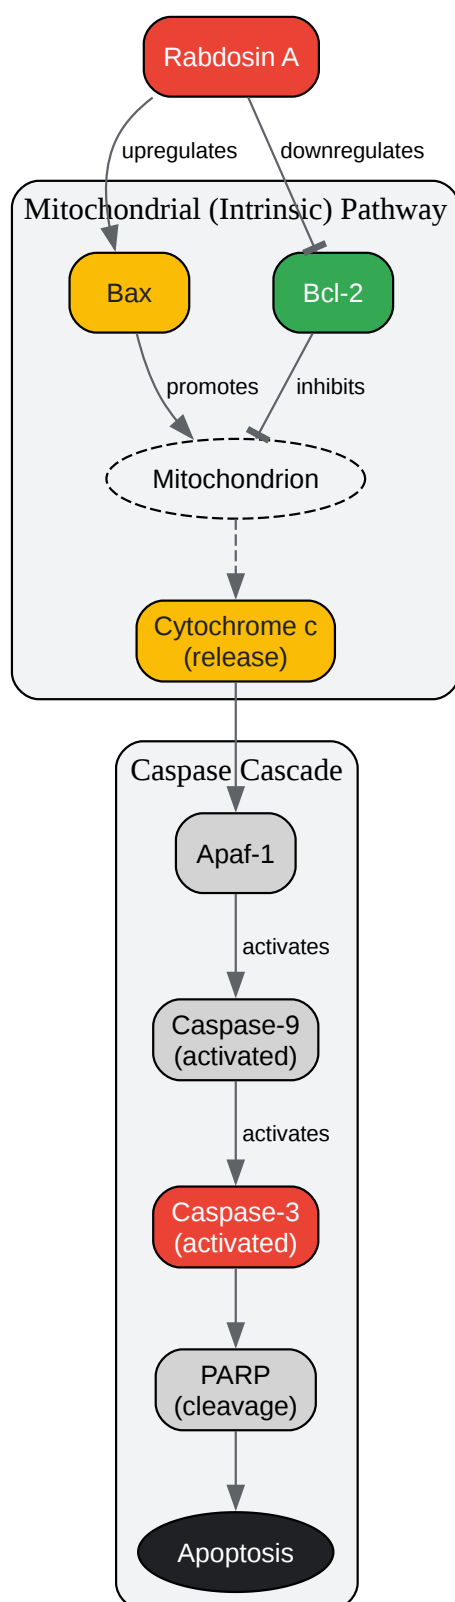 Rabdosin A
upregulates
downregulates
Mitochondrial (Intrinsic) Pathway
Bax
Bcl-2
promotes
inhibits
Mitochondrion
Cytochrome c
(release)
Caspase Cascade
Apaf-1
activates
Caspase-9
(activated)
activates
Caspase-3
(activated)
PARP
(cleavage)
Apoptosis